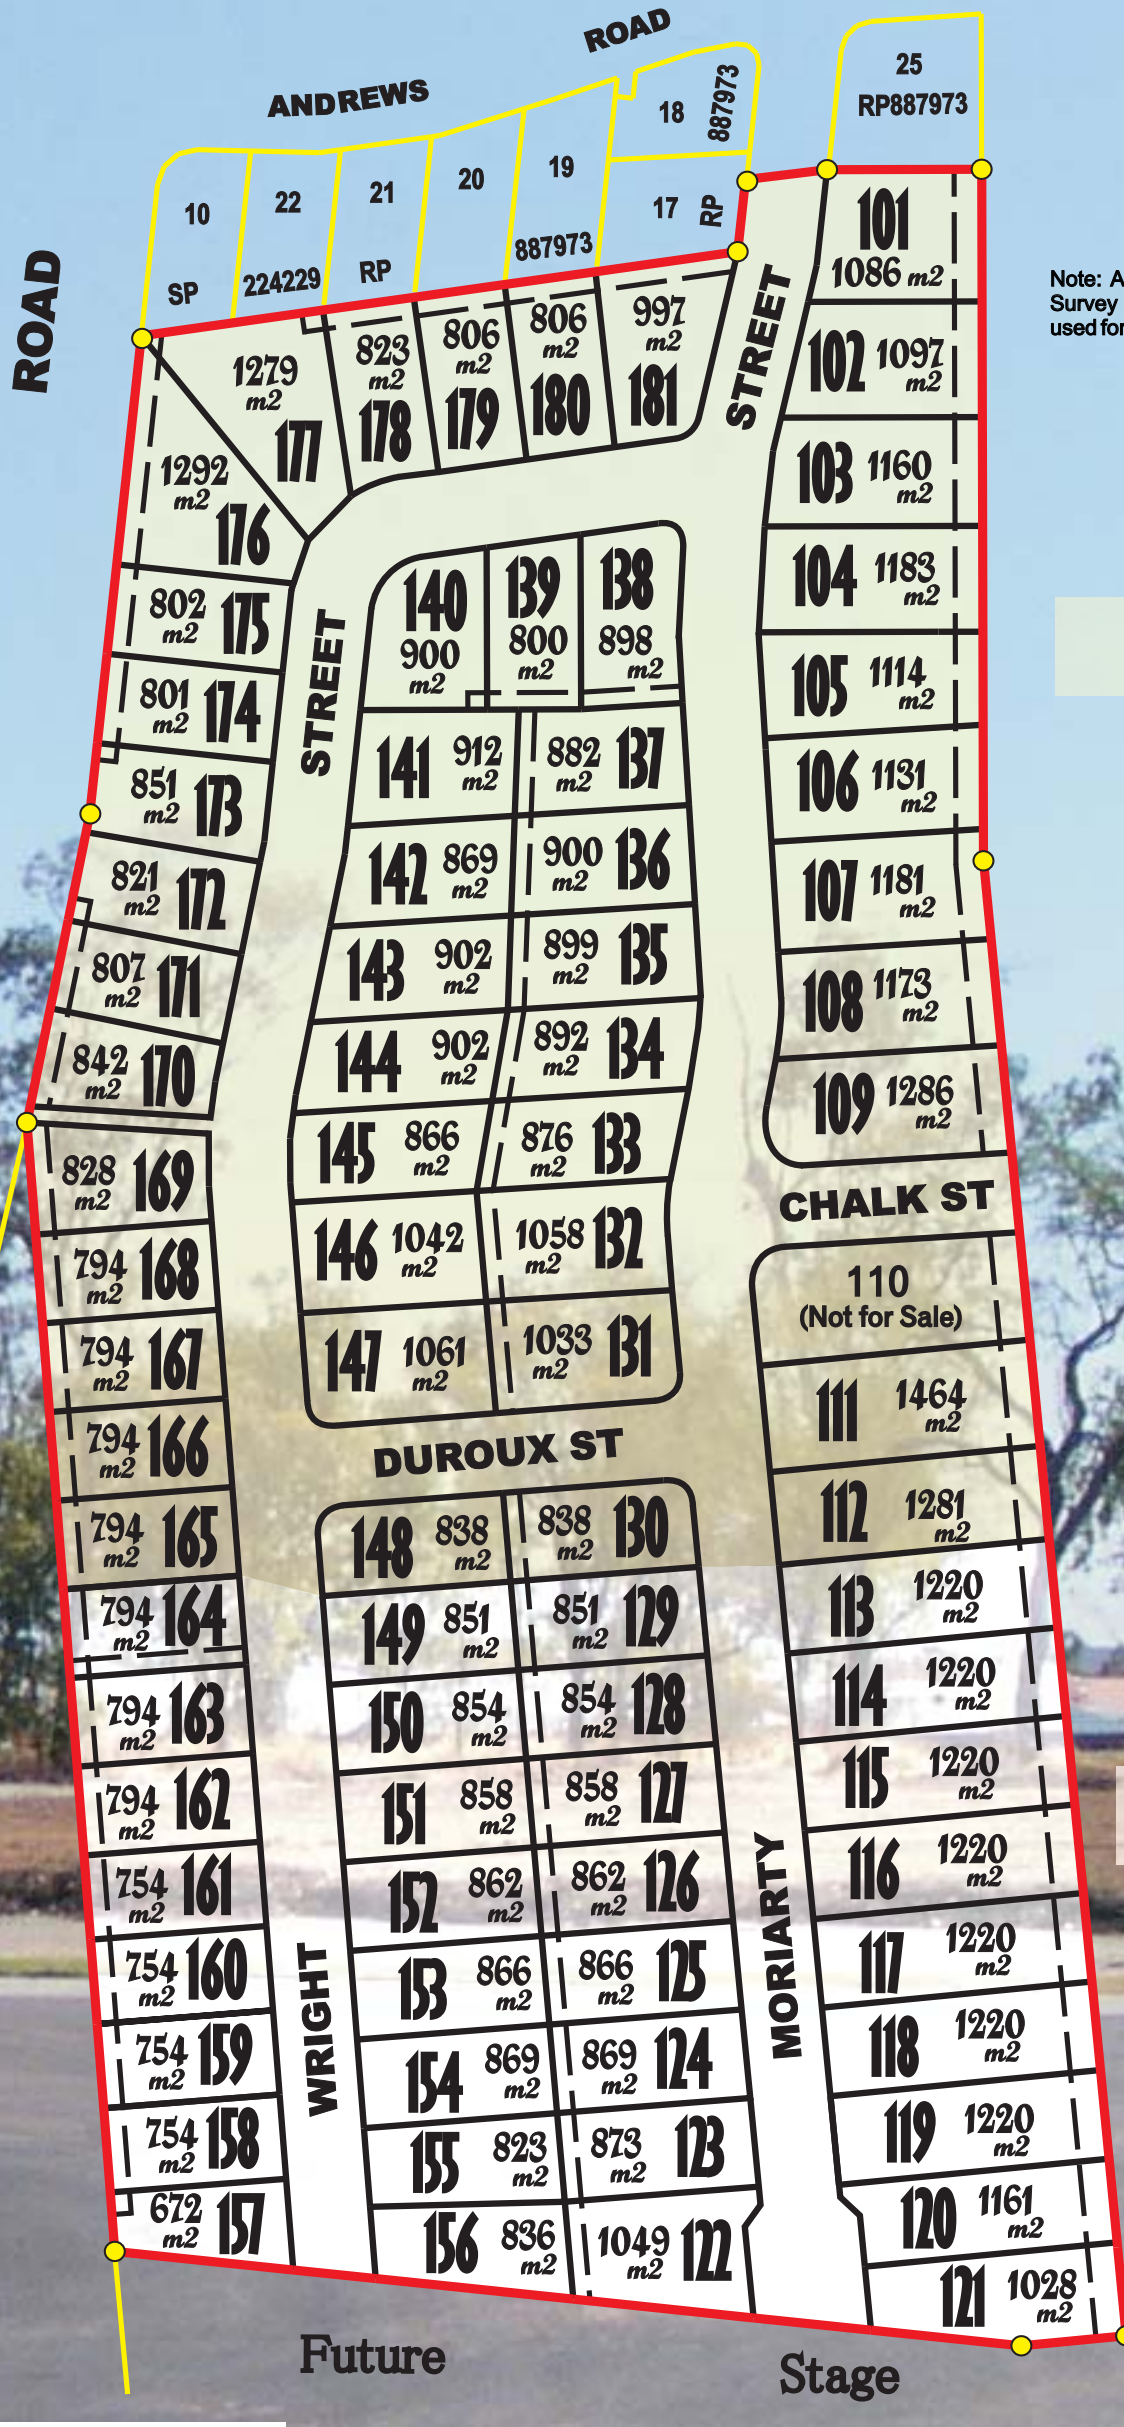 ANDREWS ROAD
25
RP887973
18
887973
19
20
21
22
10
17
RP
887973
RP
224229
SP
ROAD
Note: A
Survey
used for
101
1086 m2
102 1097 m2
103 1160 m2
104 1183 m2
105 1114 m2
106 1131 m2
107 1181 m2
108 1173 m2
109 1286 m2
CHALK ST
110
(Not for Sale)
111 1464 m2
112 1281 m2
113 1220 m2
114 1220 m2
115 1220 m2
116 1220 m2
117 1220 m2
118 1220 m2
119 1220 m2
120 1161 m2
121 1028 m2
1279 m2 177
823 m2 178
806 m2 179
806 m2 180
997 m2 181
STREET
1292 m2 176
802 m2 175
801 m2 174
851 m2 173
821 m2 172
807 m2 171
842 m2 170
828 m2 169
794 m2 168
794 m2 167
794 m2 166
794 m2 165
794 m2 164
794 m2 163
794 m2 162
754 m2 161
754 m2 160
754 m2 159
754 m2 158
672 m2 157
STREET
140 900 m2
139 800 m2
138 898 m2
141 912 m2
882 m2 137
142 869 m2
900 m2 136
143 902 m2
899 m2 135
144 902 m2
892 m2 134
145 866 m2
876 m2 133
146 1042 m2
1058 m2 132
147 1061 m2
1033 m2 131
DUROUX ST
148 838 m2
838 m2 130
149 851 m2
851 m2 129
150 854 m2
854 m2 128
151 858 m2
858 m2 127
152 862 m2
862 m2 126
153 866 m2
866 m2 125
154 869 m2
869 m2 124
155 823 m2
873 m2 123
156 836 m2
1049 m2 122
WRIGHT
MORIARTY
Future Stage